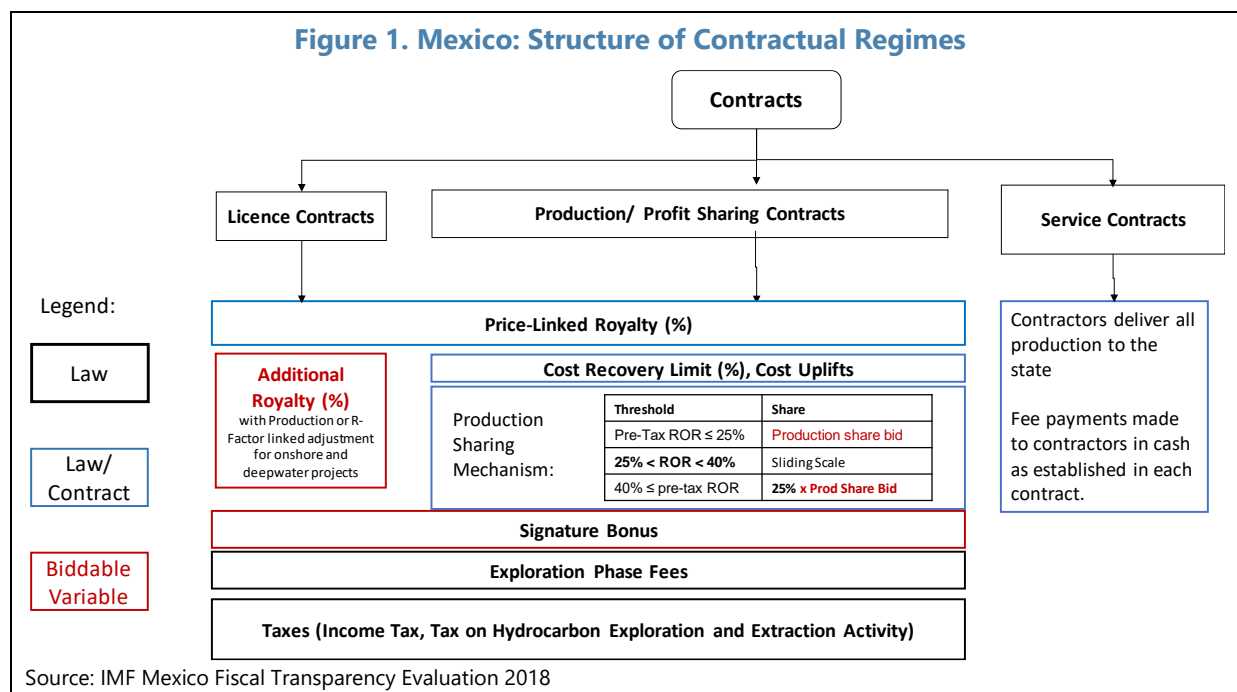 Figure 1. Mexico: Structure of Contractual Regimes
Contracts
Licence Contracts
Production/ Profit Sharing Contracts
Service Contracts
Legend:
Law
Law/
Contract
Biddable
Variable
Price-Linked Royalty (%)
Additional
Royalty (%)
with Production or R-
Factor linked adjustment
for onshore and
deepwater projects
Cost Recovery Limit (%), Cost Uplifts
Production
Sharing
Mechanism:
Threshold Share
Pre-Tax ROR ≤ 25% Production share bid
25% < ROR < 40% Sliding Scale
40% ≤ pre-tax ROR 25% x Prod Share Bid
Signature Bonus
Exploration Phase Fees
Taxes (Income Tax, Tax on Hydrocarbon Exploration and Extraction Activity)
Contractors deliver all
production to the
state
Fee payments made
to contractors in cash
as established in each
contract.
Source: IMF Mexico Fiscal Transparency Evaluation 2018